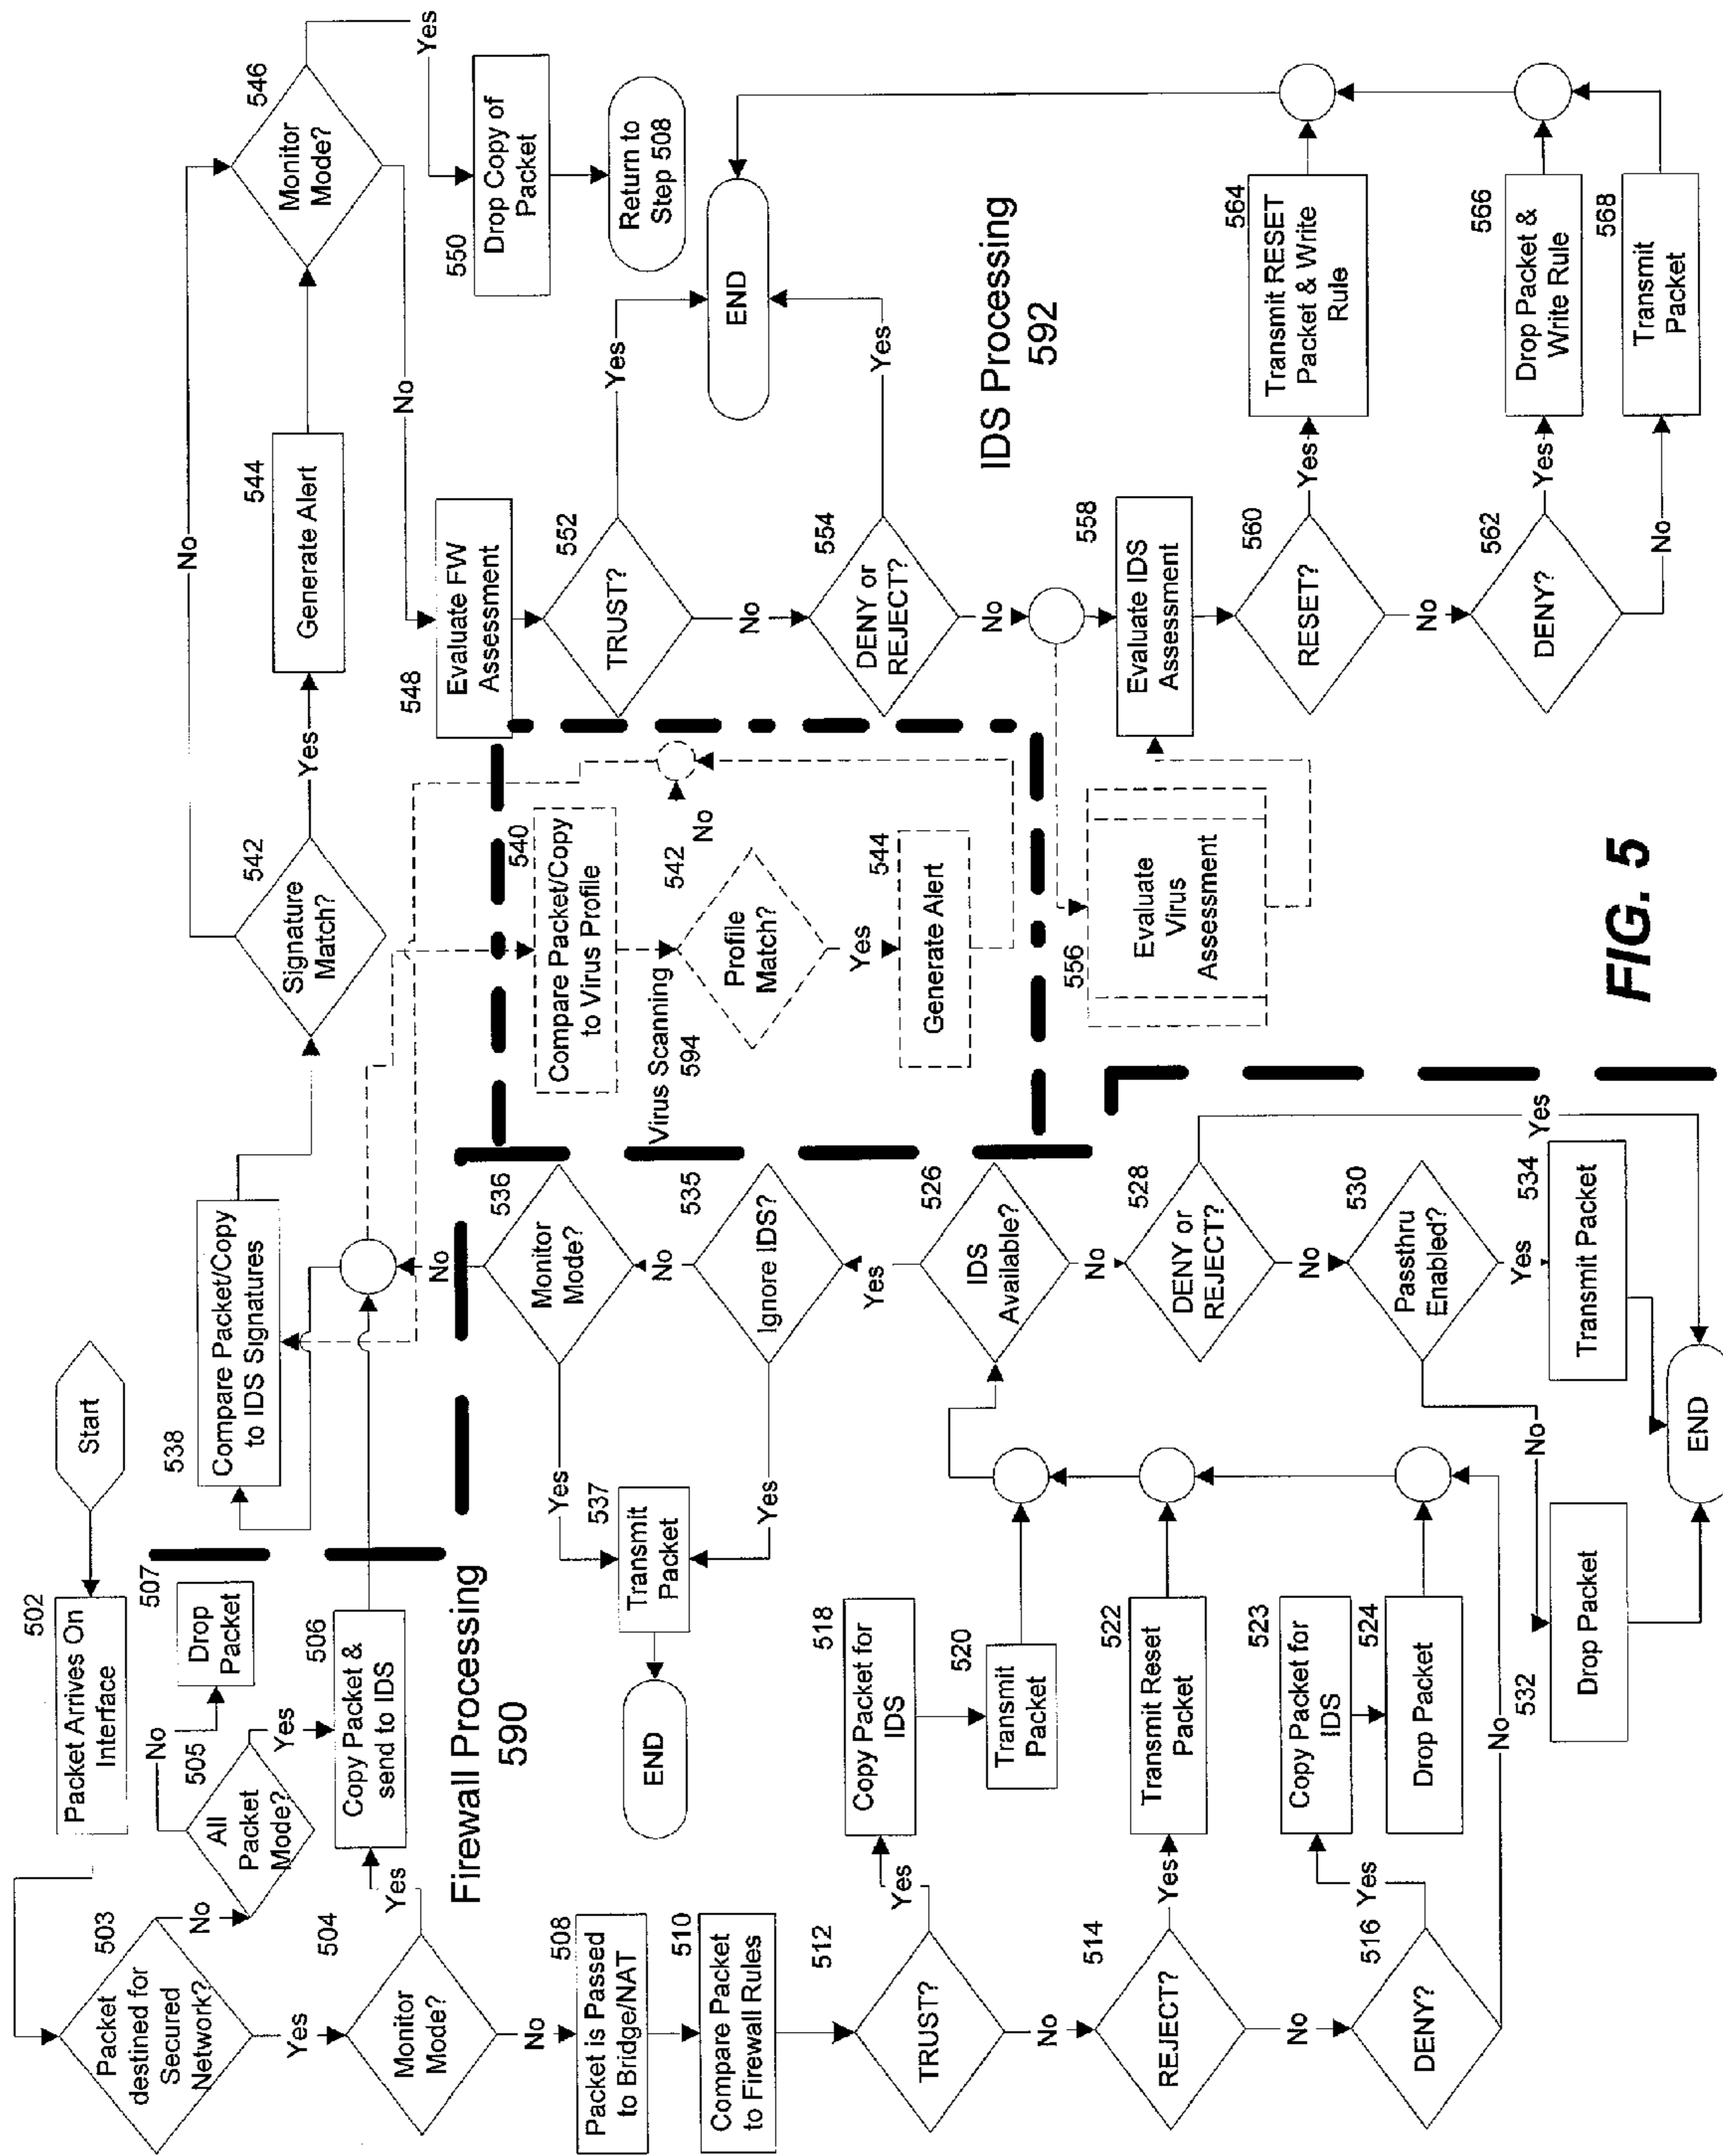 Start
502
Packet Arrives On
Interface
503
Packet
destined for
Secured
Network?
No
Yes
505
All
Packet
Mode?
No
Yes
507
Drop
Packet
504
Monitor
Mode?
Yes
No
506
Copy Packet &
send to IDS
Firewall Processing
590
508
Packet is Passed
to Bridge/NAT
510
Compare Packet
to Firewall Rules
512
TRUST?
Yes
No
514
REJECT?
Yes
No
516
DENY?
Yes
No
518
Copy Packet for
IDS
520
Transmit
Packet
522
Transmit Reset
Packet
523
Copy Packet for
IDS
524
Drop Packet
526
IDS
Available?
Yes
No
528
DENY or
REJECT?
Yes
No
530
Passthru
Enabled?
Yes
No
532
Drop Packet
534
Transmit Packet
END
535
Ignore IDS?
Yes
No
536
Monitor
Mode?
Yes
No
537
Transmit
Packet
END
538
Compare Packet/Copy
to IDS Signatures
540
Compare Packet/Copy
to Virus Profile
Virus Scanning
594
542
Profile
Match?
No
Yes
544
Generate Alert
542
Signature
Match?
No
Yes
544
Generate Alert
546
Monitor
Mode?
Yes
No
550
Drop Copy of
Packet
Return to
Step 508
548
Evaluate FW
Assessment
552
TRUST?
Yes
No
554
DENY or
REJECT?
Yes
No
END
IDS Processing
592
556
Evaluate
Virus
Assessment
558
Evaluate IDS
Assessment
560
RESET?
Yes
No
562
DENY?
Yes
No
564
Transmit RESET
Packet & Write
Rule
566
Drop Packet &
Write Rule
568
Transmit
Packet
FIG. 5